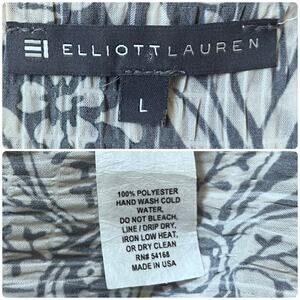 ELLIOTTLAUREN
L
100% POLYESTER
HAND WASH COLD
WATER,
DO NOT BLEACH,
LINE / DRIP DRY,
IRON LOW HEAT,
OR DRY CLEAN
RN# 54168
MADE IN USA